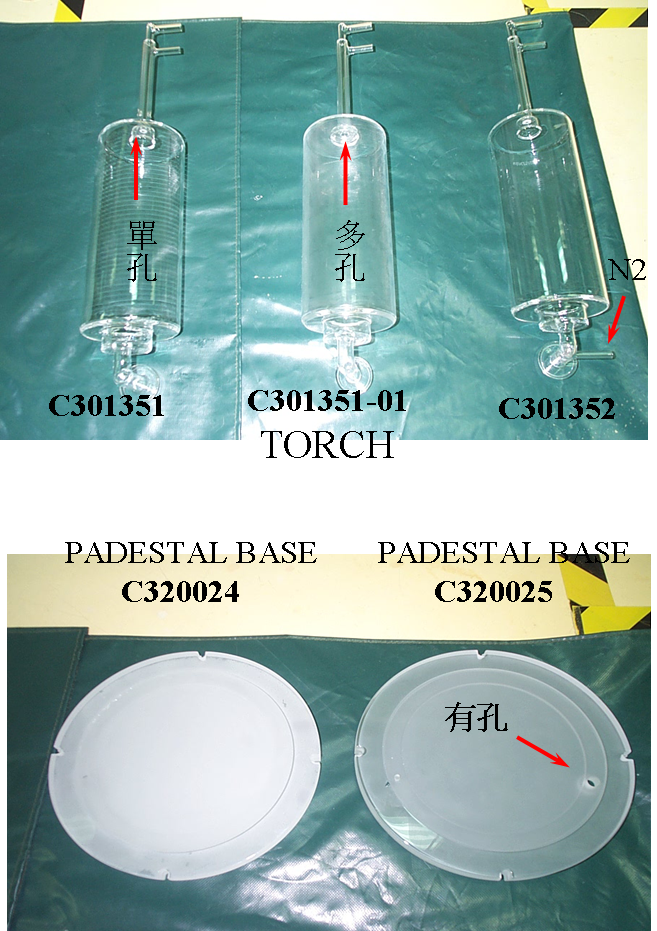 單
孔
多
孔
N2
C301351
C301351-01
C301352
TORCH
PADESTAL BASE
PADESTAL BASE
C320024
C320025
有孔